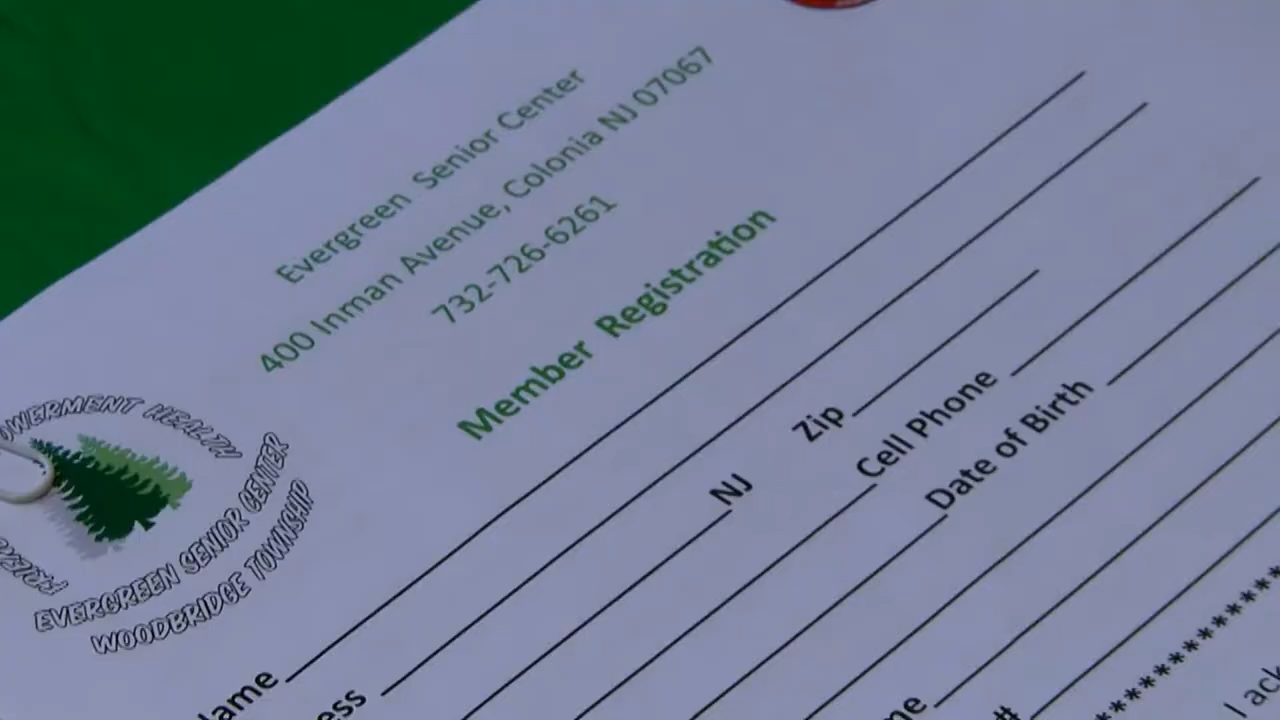 Evergreen Senior Center
400 Inman Avenue, Colonia NJ 07067
732-726-6261
Member Registration
HEALTH
EVERGREEN SENIOR CENTER
WOODBRIDGE TOWNSHIP
NJ Zip
Cell Phone
Date of Birth
#
********************
I